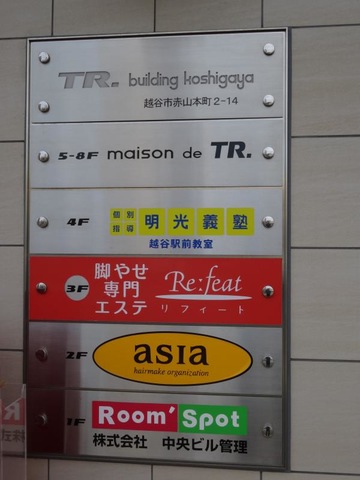 TR. building koshigaya
越谷市赤山本町2-14
5-8F maison de TR.
4F 個別指導 明光義塾
越谷駅前教室
3F 脚やせ専門エステ Re:feat リフィート
2F asia
hairmake organization
1F Room' Spot
株式会社 中央ビル管理